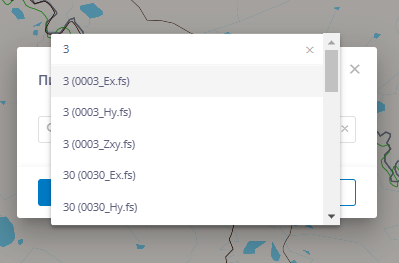 3
3 (0003_Ex.fs)
3 (0003_Hy.fs)
3 (0003_Zxy.fs)
30 (0030_Ex.fs)
30 (0030_Hy.fs)